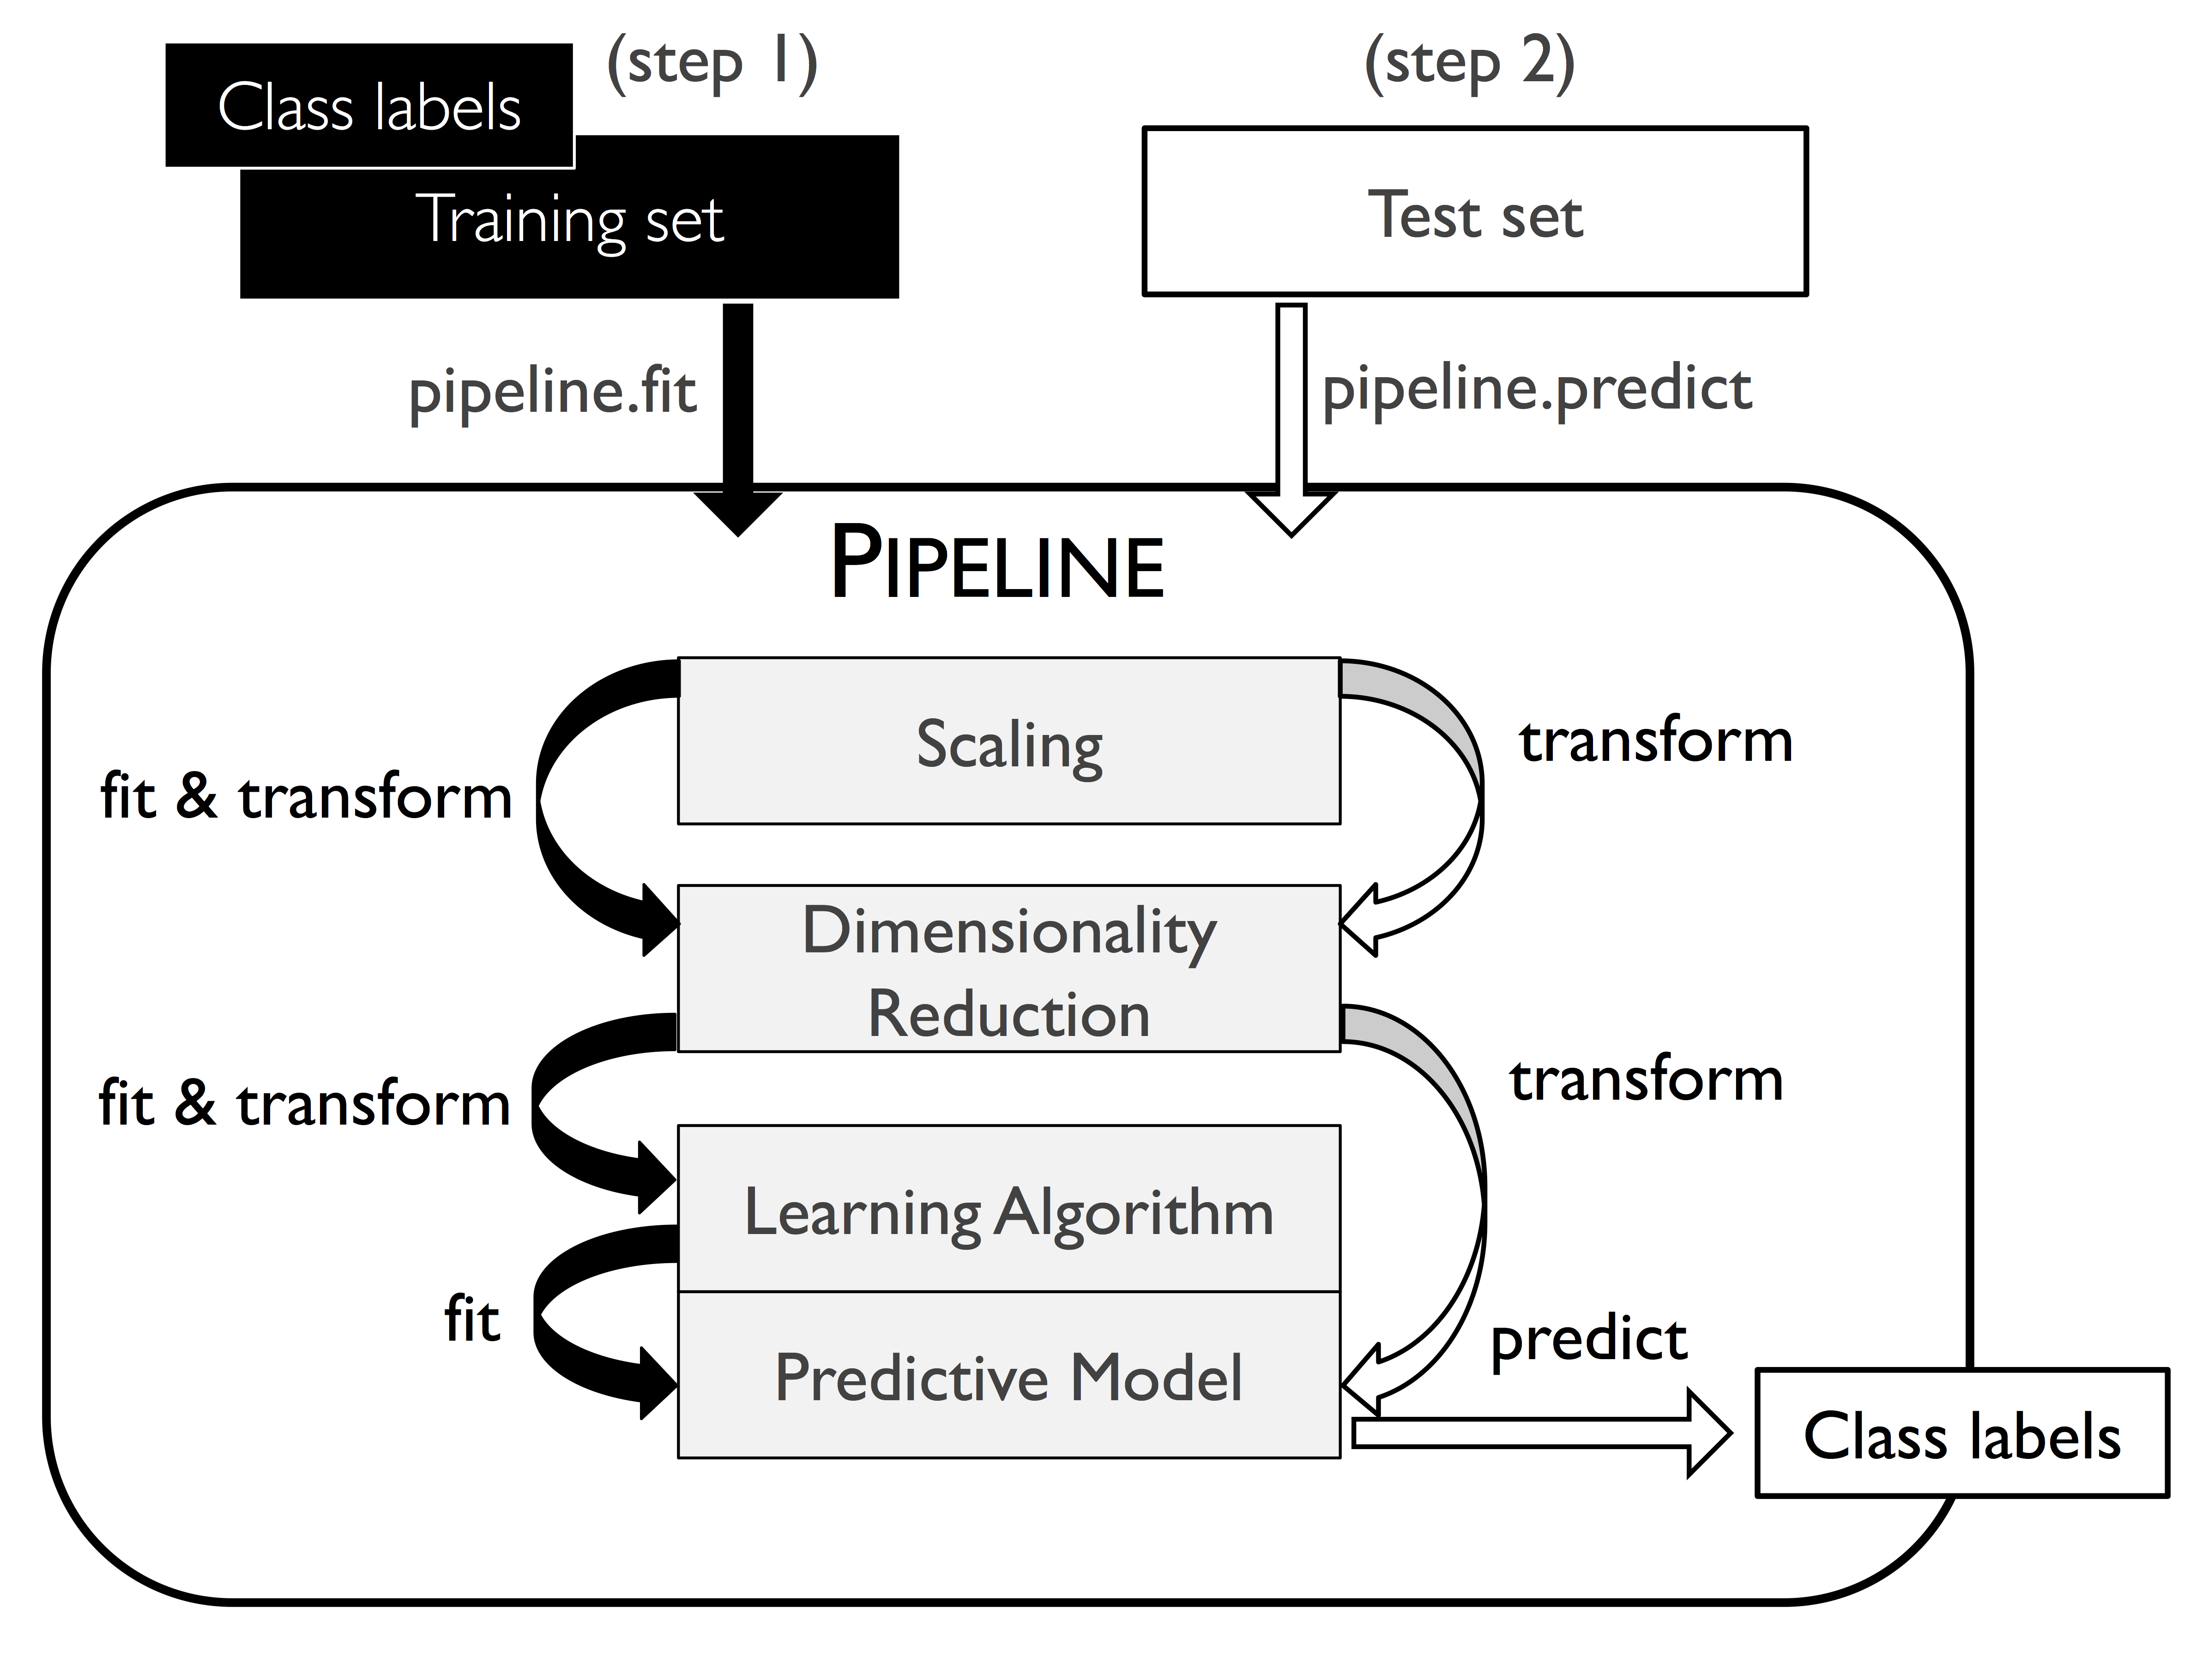 (step 1)
(step 2)
Class labels
Training set
Test set
pipeline.fit
pipeline.predict
PIPELINE
Scaling
transform
fit & transform
Dimensionality
Reduction
transform
fit & transform
Learning Algorithm
fit
predict
Predictive Model
Class labels